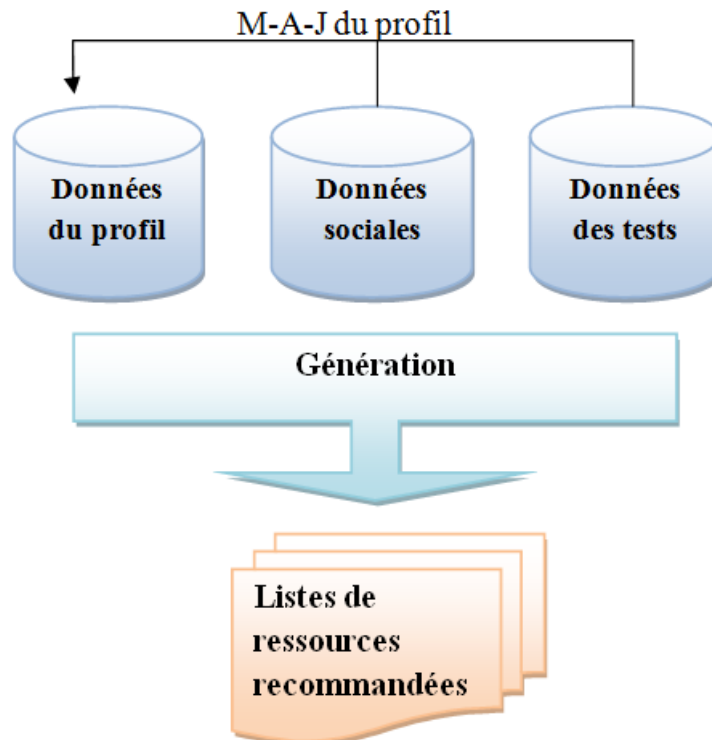 M-A-J du profil
Données
du profil
Données
sociales
Données
des tests
Génération
Listes de
ressources
recommandées